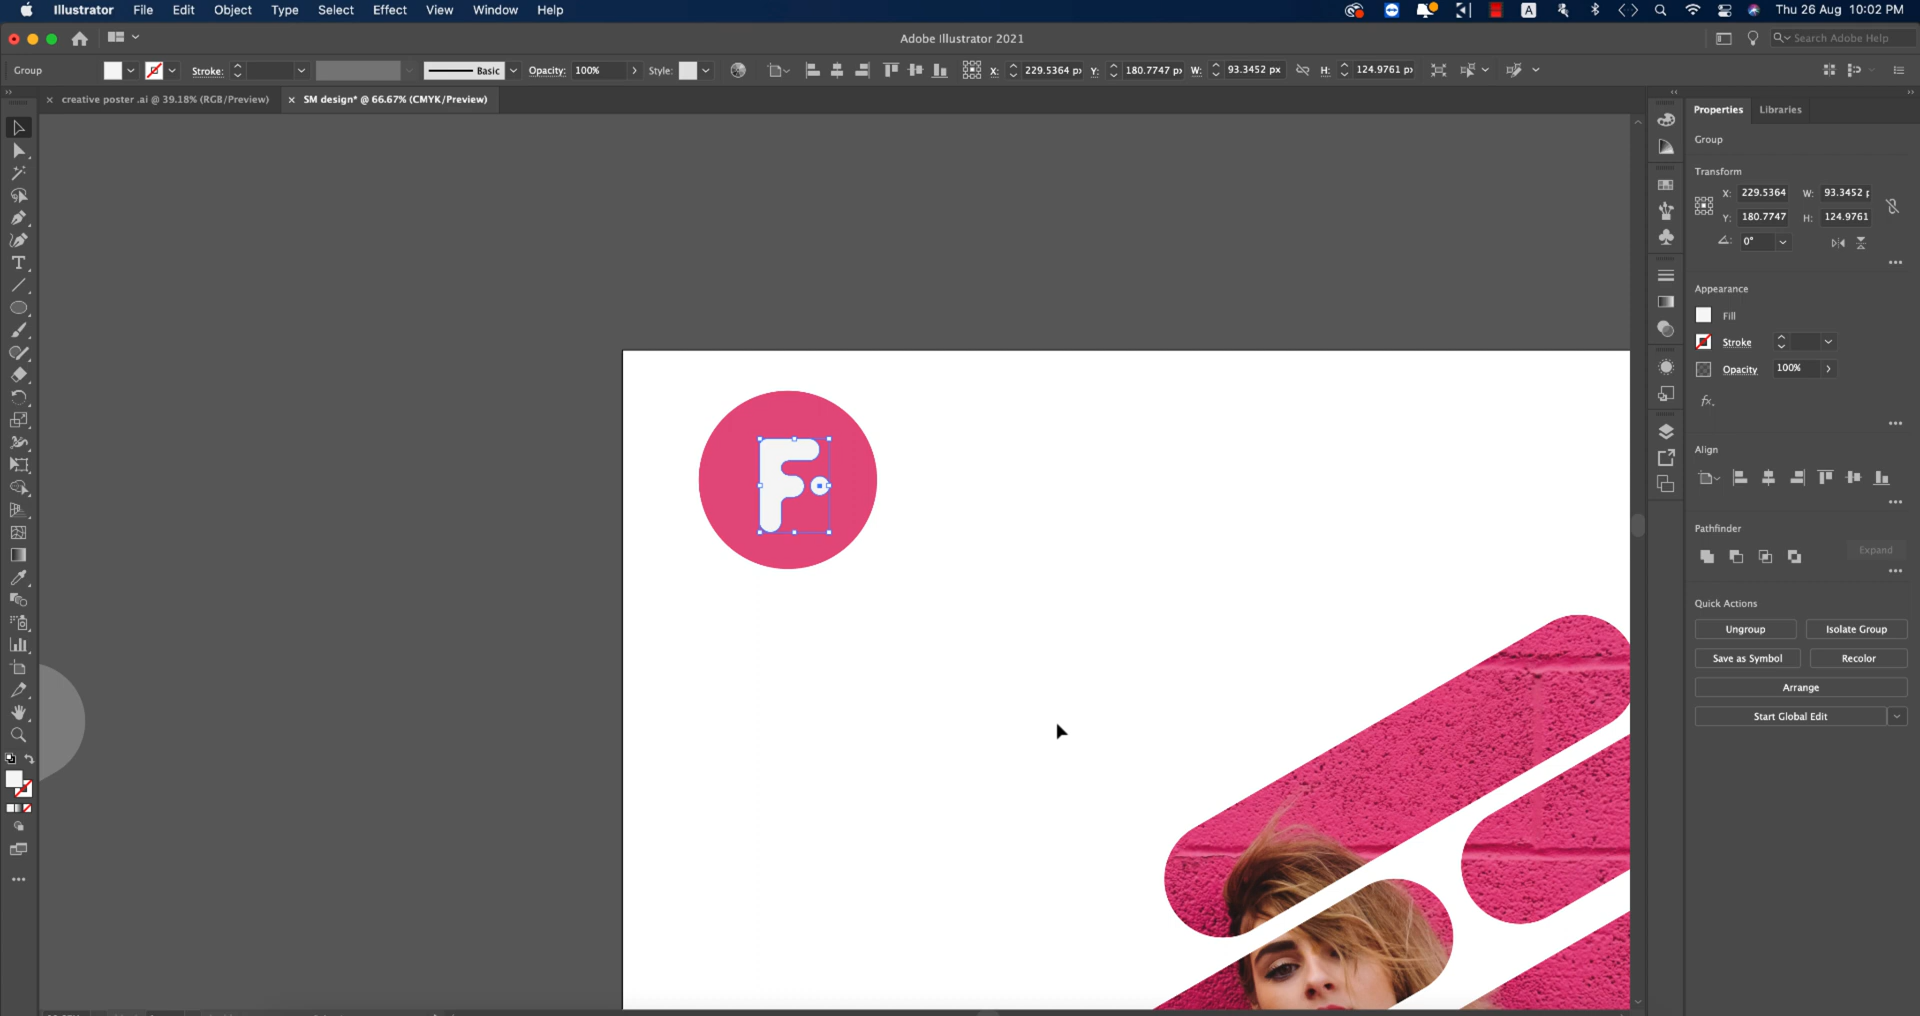 Illustrator File Edit Object Type Select Effect View Window Help A Thu 26 Aug 10:02 PM
Adobe Illustrator 2021 Search Adobe Help
Group Stroke: Basic Opacity: 100% Style: X: 229.5364 px Y: 180.7747 px W: 93.3452 px H: 124.9761 px
creative poster .ai @ 39.18% (RGB/Preview) SM design* @ 66.67% (CMYK/Preview)
Properties Libraries
Group
Transform
X: 229.5364 W: 93.3452 p
Y: 180.7747 H: 124.9761
0°
Appearance
Fill
Stroke
Opacity 100%
fx.
Align
Pathfinder
Expand
Quick Actions
Ungroup Isolate Group
Save as Symbol Recolor
Arrange
Start Global Edit
F.